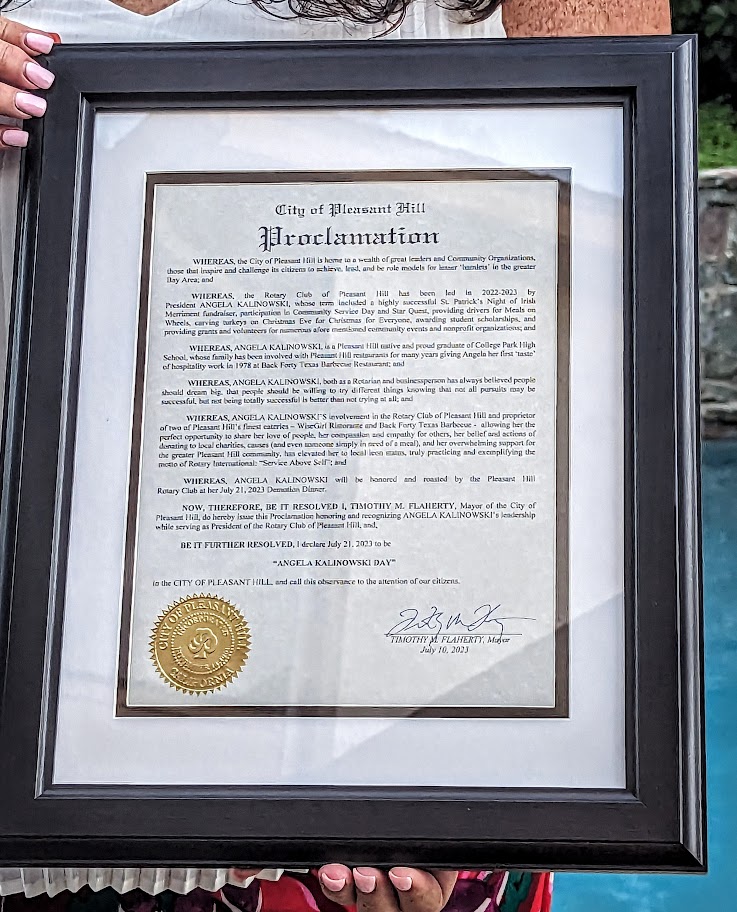 City of Pleasant Hill
Proclamation
WHEREAS, the City of Pleasant Hill is home to a wealth of great leaders and Community Organizations,
those that inspire and challenge its citizens to achieve, lead, and be role models for lesser 'hamlets' in the greater
Bay Area; and
WHEREAS, the Rotary Club of Pleasant Hill has been led in 2022-2023 by
President ANGELA KALINOWSKI, whose term included a highly successful St. Patrick's Night of Irish
Merriment fundraiser, participation in Community Service Day and Star Quest, providing drivers for Meals on
Wheels, carving turkeys on Christmas Eve for Christmas for Everyone, awarding student scholarships, and
providing grants and volunteers for numerous afore mentioned community events and nonprofit organizations; and
WHEREAS, ANGELA KALINOWSKI, is a Pleasant Hill native and proud graduate of College Park High
School, whose family has been involved with Pleasant Hill restaurants for many years giving Angela her first 'taste'
of hospitality work in 1978 at Back Forty Texas Barbecue Restaurant; and
WHEREAS, ANGELA KALINOWSKI, both as a Rotarian and businessperson has always believed people
should dream big, that people should be willing to try different things knowing that not all pursuits may be
successful, but not being totally successful is better than not trying at all; and
WHEREAS, ANGELA KALINOWSKI'S involvement in the Rotary Club of Pleasant Hill and proprietor
of two of Pleasant Hill's finest eateries – WiseGirl Ristorante and Back Forty Texas Barbecue - allowing her the
perfect opportunity to share her love of people, her compassion and empathy for others, her belief and actions of
donating to local charities, causes (and even someone simply in need of a meal), and her overwhelming support for
the greater Pleasant Hill community, has elevated her to local icon status, truly practicing and exemplifying the
motto of Rotary International: "Service Above Self"; and
WHEREAS, ANGELA KALINOWSKI will be honored and roasted by the Pleasant Hill
Rotary Club at her July 21, 2023 Demotion Dinner.
NOW, THEREFORE, BE IT RESOLVED I, TIMOTHY M. FLAHERTY, Mayor of the City of
Pleasant Hill, do hereby issue this Proclamation honoring and recognizing ANGELA KALINOWSKI's leadership
while serving as President of the Rotary Club of Pleasant Hill, and,
BE IT FURTHER RESOLVED, I declare July 21, 2023 to be
"ANGELA KALINOWSKI DAY"
in the CITY OF PLEASANT HILL, and call this observance to the attention of our citizens.
TIMOTHY M. FLAHERTY, Mayor
July 10, 2023
CITY OF PLEASANT HILL
INCORPORATED
CALIFORNIA